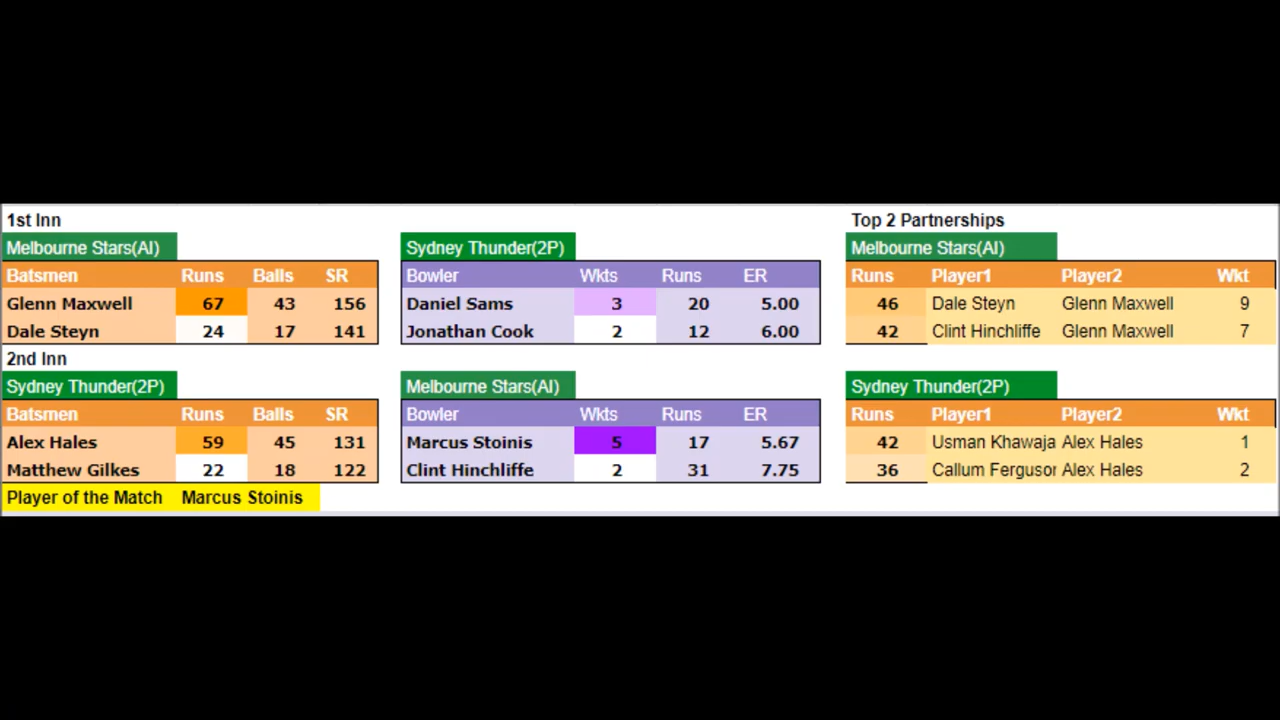 1st Inn Top 2 Partnerships
Melbourne Stars(AI) Sydney Thunder(2P) Melbourne Stars(AI)
Batsmen Runs Balls SR Bowler Wkts Runs ER Runs Player1 Player2 Wkt
Glenn Maxwell 67 43 156 Daniel Sams 3 20 5.00 46 Dale Steyn Glenn Maxwell 9
Dale Steyn 24 17 141 Jonathan Cook 2 12 6.00 42 Clint Hinchliffe Glenn Maxwell 7
2nd Inn
Sydney Thunder(2P) Melbourne Stars(AI) Sydney Thunder(2P)
Batsmen Runs Balls SR Bowler Wkts Runs ER Runs Player1 Player2 Wkt
Alex Hales 59 45 131 Marcus Stoinis 5 17 5.67 42 Usman Khawaja Alex Hales 1
Matthew Gilkes 22 18 122 Clint Hinchliffe 2 31 7.75 36 Callum Ferguson Alex Hales 2
Player of the Match Marcus Stoinis